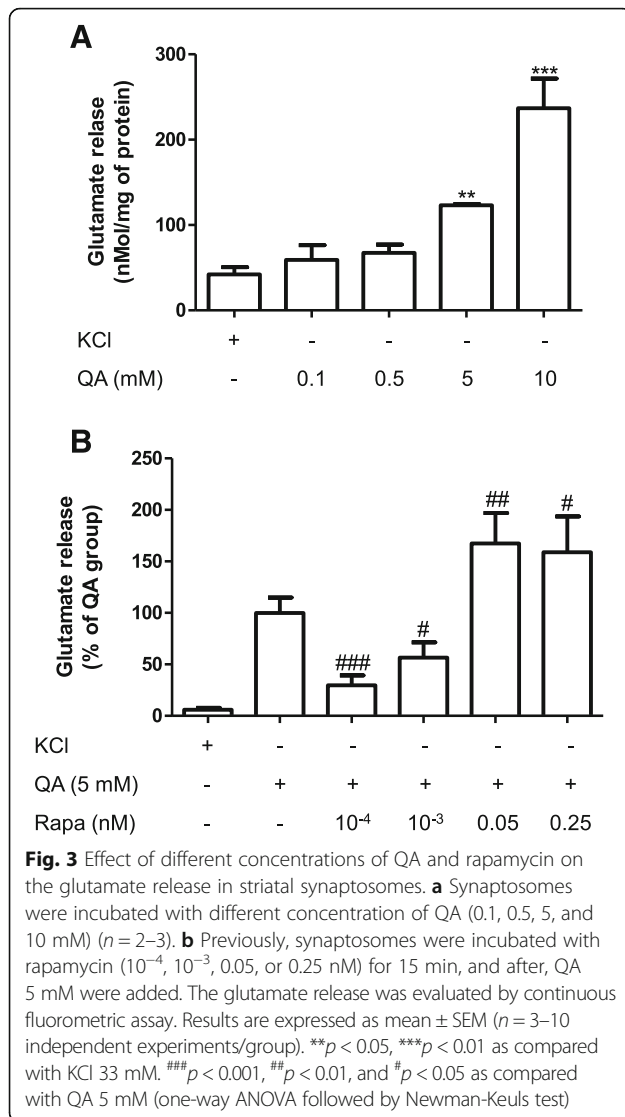 A
Glutamate relase
(nMol/mg of protein)
300
200
100
0
**
***
KCl + - - - -
QA (mM) - 0.1 0.5 5 10
B
Glutamate release
(% of QA group)
250
200
150
100
50
0
###
#
##
#
KCl + - - - - -
QA (5 mM) - + + + + +
Rapa (nM) - - 10⁻⁴ 10⁻³ 0.05 0.25
Fig. 3 Effect of different concentrations of QA and rapamycin on
the glutamate release in striatal synaptosomes. a Synaptosomes
were incubated with different concentration of QA (0.1, 0.5, 5, and
10 mM) (n = 2–3). b Previously, synaptosomes were incubated with
rapamycin (10⁻⁴, 10⁻³, 0.05, or 0.25 nM) for 15 min, and after, QA
5 mM were added. The glutamate release was evaluated by continuous
fluorometric assay. Results are expressed as mean ± SEM (n = 3–10
independent experiments/group). **p < 0.05, ***p < 0.01 as compared
with KCl 33 mM. ###p < 0.001, ##p < 0.01, and #p < 0.05 as compared
with QA 5 mM (one-way ANOVA followed by Newman-Keuls test)